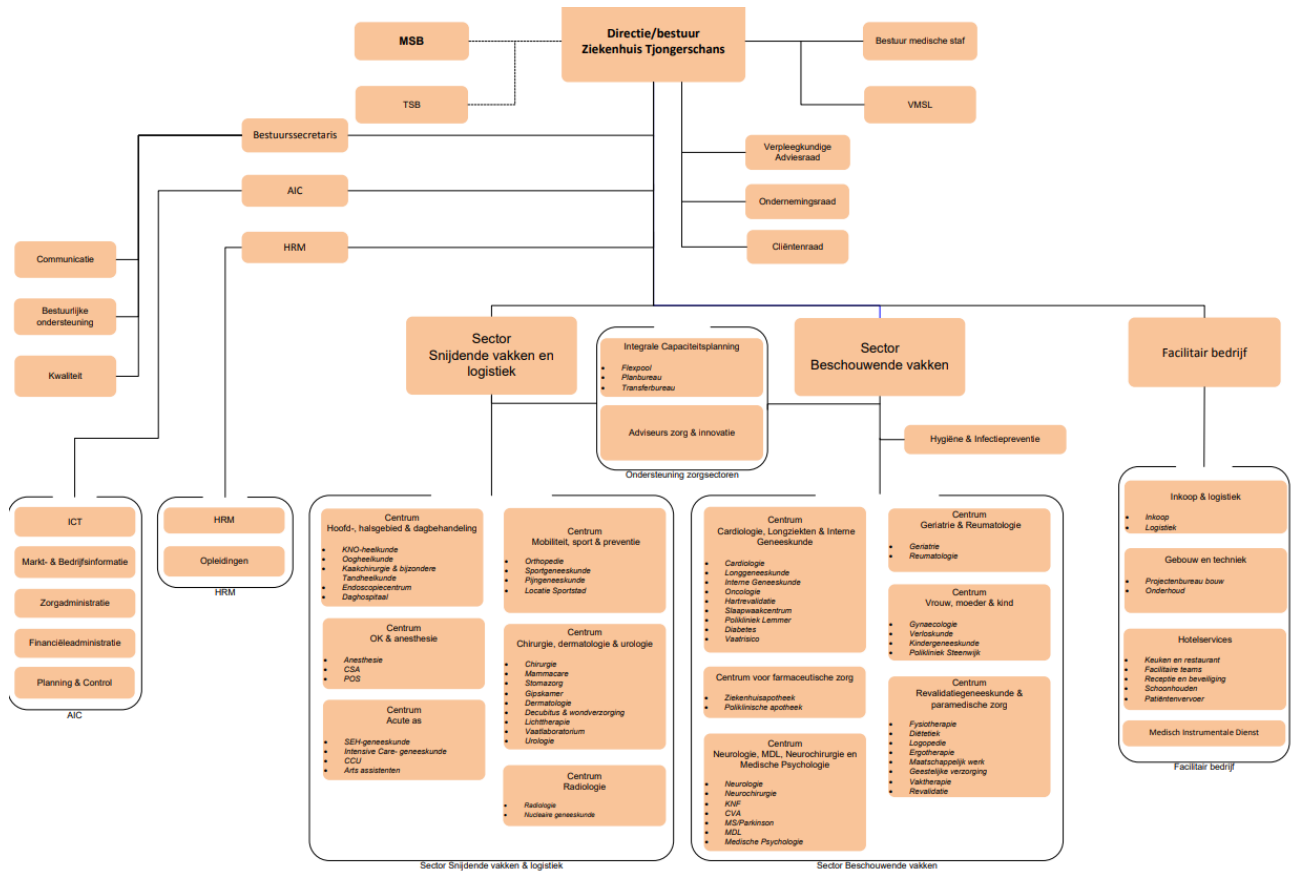 Directie/bestuur
Ziekenhuis Tjongerschans
MSB
TSB
Bestuur medische staf
VMSL
Bestuurssecretaris
AIC
HRM
Verpleegkundige
Adviesraad
Ondernemingsraad
Cliëntenraad
Communicatie
Bestuurlijke
ondersteuning
Kwaliteit
Sector
Snijdende vakken en
logistiek
Integrale Capaciteitsplanning
• Flexpool
• Planbureau
• Transferbureau
Adviseurs zorg & innovatie
Ondersteuning zorgsectoren
Sector
Beschouwende vakken
Facilitair bedrijf
Hygiëne & Infectiepreventie
ICT
Markt- & Bedrijfsinformatie
Zorgadministratie
Financiëleadministratie
Planning & Control
AIC
HRM
Opleidingen
HRM
Centrum
Hoofd-, halsgebied & dagbehandeling
• KNO-heelkunde
• Oogheelkunde
• Kaakchirurgie & bijzondere
Tandheelkunde
• Endoscopiecentrum
• Daghospitaal
Centrum
OK & anesthesie
• Anesthesie
• CSA
• POS
Centrum
Acute as
• SEH-geneeskunde
• Intensive Care- geneeskunde
• CCU
• Arts assistenten
Centrum
Mobiliteit, sport & preventie
• Orthopedie
• Sportgeneeskunde
• Pijngeneeskunde
• Locatie Sportstad
Centrum
Chirurgie, dermatologie & urologie
• Chirurgie
• Mammacare
• Stomazorg
• Gipskamer
• Dermatologie
• Decubitus & wondverzorging
• Lichttherapie
• Vaatlaboratorium
• Urologie
Centrum
Radiologie
• Radiologie
• Nucleaire geneeskunde
Sector Snijdende vakken & logistiek
Centrum
Cardiologie, Longziekten & Interne
Geneeskunde
• Cardiologie
• Longgeneeskunde
• Interne Geneeskunde
• Oncologie
• Hartrevalidatie
• Slaapwaakcentrum
• Polikliniek Lemmer
• Diabetes
• Vaatrisico
Centrum voor farmaceutische zorg
• Ziekenhuisapotheek
• Poliklinische apotheek
Centrum
Neurologie, MDL, Neurochirurgie en
Medische Psychologie
• Neurologie
• Neurochirurgie
• KNF
• CVA
• MS/Parkinson
• MDL
• Medische Psychologie
Centrum
Geriatrie & Reumatologie
• Geriatrie
• Reumatologie
Centrum
Vrouw, moeder & kind
• Gynaecologie
• Verloskunde
• Kindergeneeskunde
• Polikliniek Steenwijk
Centrum
Revalidatiegeneeskunde &
paramedische zorg
• Fysiotherapie
• Diëtetiek
• Logopedie
• Ergotherapie
• Maatschappelijk werk
• Geestelijke verzorging
• Vaktherapie
• Revalidatie
Sector Beschouwende vakken
Inkoop & logistiek
• Inkoop
• Logistiek
Gebouw en techniek
• Projectenbureau bouw
• Onderhoud
Hotelservices
• Keuken en restaurant
• Facilitaire teams
• Receptie en beveiliging
• Schoonhouden
• Patiëntenvervoer
Medisch Instrumentale Dienst
Facilitair bedrijf